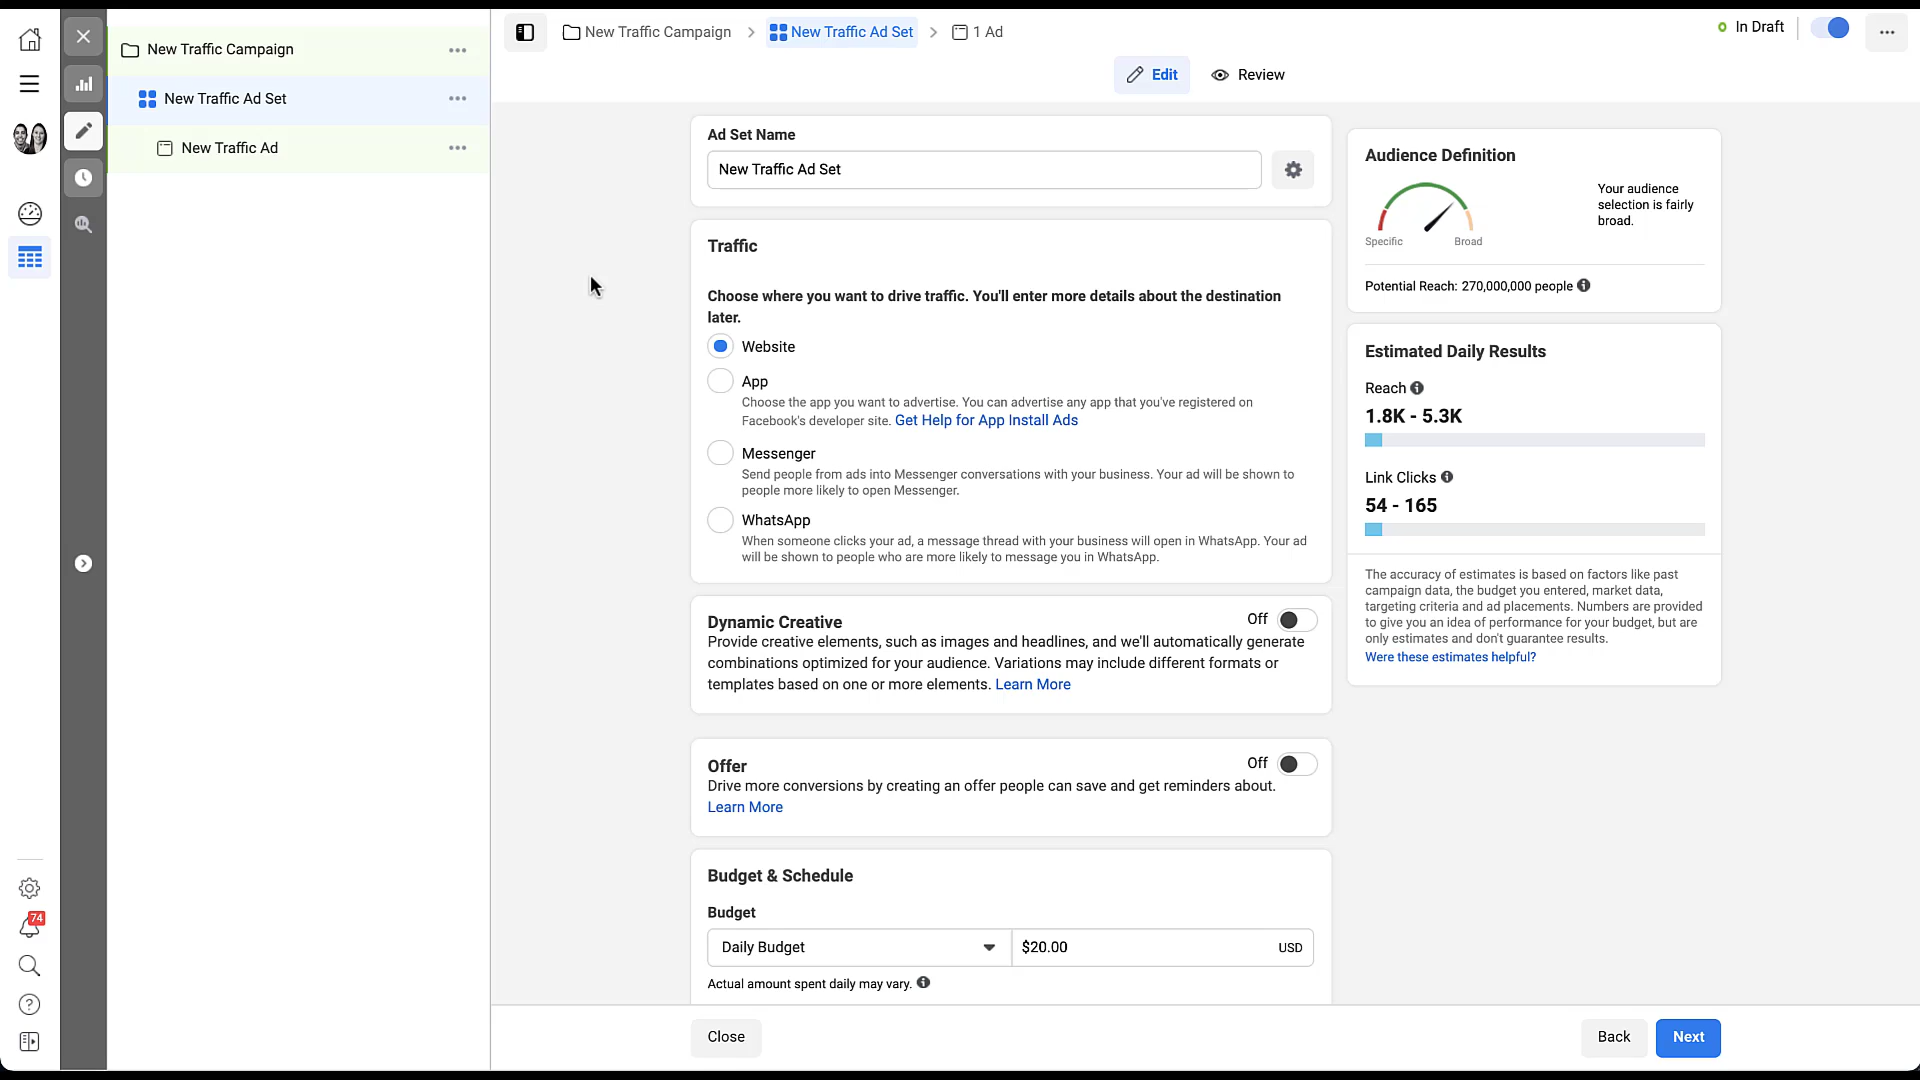 New Traffic Campaign
New Traffic Ad Set
New Traffic Ad
74
New Traffic Campaign
New Traffic Ad Set
1 Ad
In Draft
Edit
Review
Ad Set Name
New Traffic Ad Set
Traffic
Choose where you want to drive traffic. You'll enter more details about the destination
later.
Website
App
Choose the app you want to advertise. You can advertise any app that you've registered on
Facebook's developer site. Get Help for App Install Ads
Messenger
Send people from ads into Messenger conversations with your business. Your ad will be shown to
people more likely to open Messenger.
WhatsApp
When someone clicks your ad, a message thread with your business will open in WhatsApp. Your ad
will be shown to people who are more likely to message you in WhatsApp.
Dynamic Creative
Off
Provide creative elements, such as images and headlines, and we'll automatically generate
combinations optimized for your audience. Variations may include different formats or
templates based on one or more elements. Learn More
Offer
Off
Drive more conversions by creating an offer people can save and get reminders about.
Learn More
Budget & Schedule
Budget
Daily Budget
$20.00
USD
Actual amount spent daily may vary.
Audience Definition
Your audience
selection is fairly
broad.
Specific
Broad
Potential Reach: 270,000,000 people
Estimated Daily Results
Reach
1.8K - 5.3K
Link Clicks
54 - 165
The accuracy of estimates is based on factors like past
campaign data, the budget you entered, market data,
targeting criteria and ad placements. Numbers are provided
to give you an idea of performance for your budget, but are
only estimates and don't guarantee results.
Were these estimates helpful?
Close
Back
Next